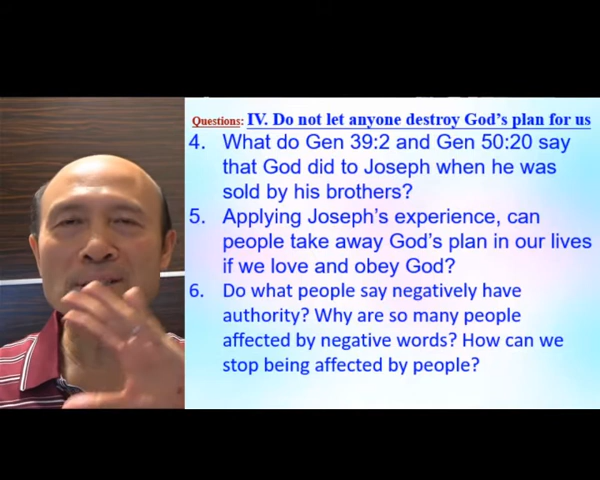 Questions: IV. Do not let anyone destroy God's plan for us
4. What do Gen 39:2 and Gen 50:20 say
that God did to Joseph when he was
sold by his brothers?
5. Applying Joseph's experience, can
people take away God's plan in our lives
if we love and obey God?
6. Do what people say negatively have
authority? Why are so many people
affected by negative words? How can we
stop being affected by people?